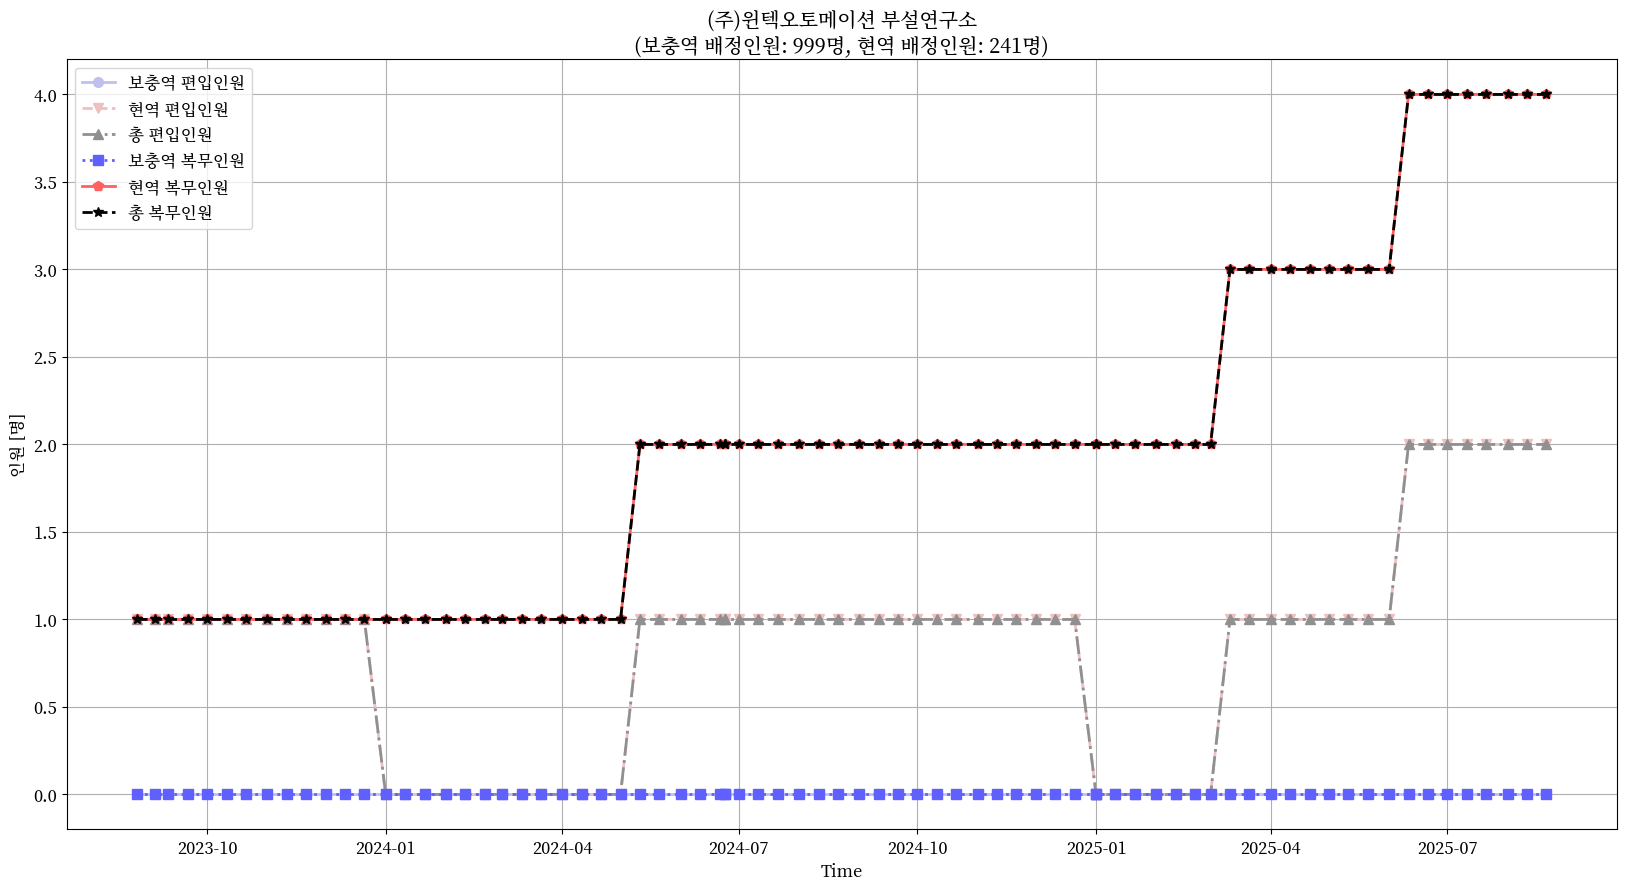 (주)윈텍오토메이션 부설연구소
(보충역 배정인원: 999명, 현역 배정인원: 241명)
보충역 편입인원
현역 편입인원
총 편입인원
보충역 복무인원
현역 복무인원
총 복무인원
4.0
3.5
3.0
2.5
2.0
1.5
1.0
0.5
0.0
인원 [명]
2023-10
2024-01
2024-04
2024-07
2024-10
2025-01
2025-04
2025-07
Time